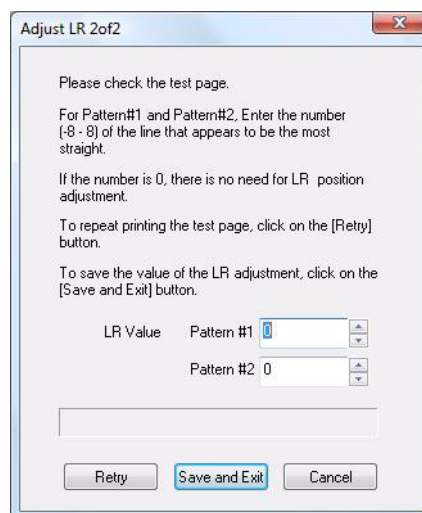 Adjust LR 2of2
Please check the test page.
For Pattern#1 and Pattern#2, Enter the number
(-8 - 8) of the line that appears to be the most
straight.
If the number is 0, there is no need for LR position
adjustment.
To repeat printing the test page, click on the [Retry]
button.
To save the value of the LR adjustment, click on the
[Save and Exit] button.
LR Value Pattern #1 0
Pattern #2 0
Retry Save and Exit Cancel